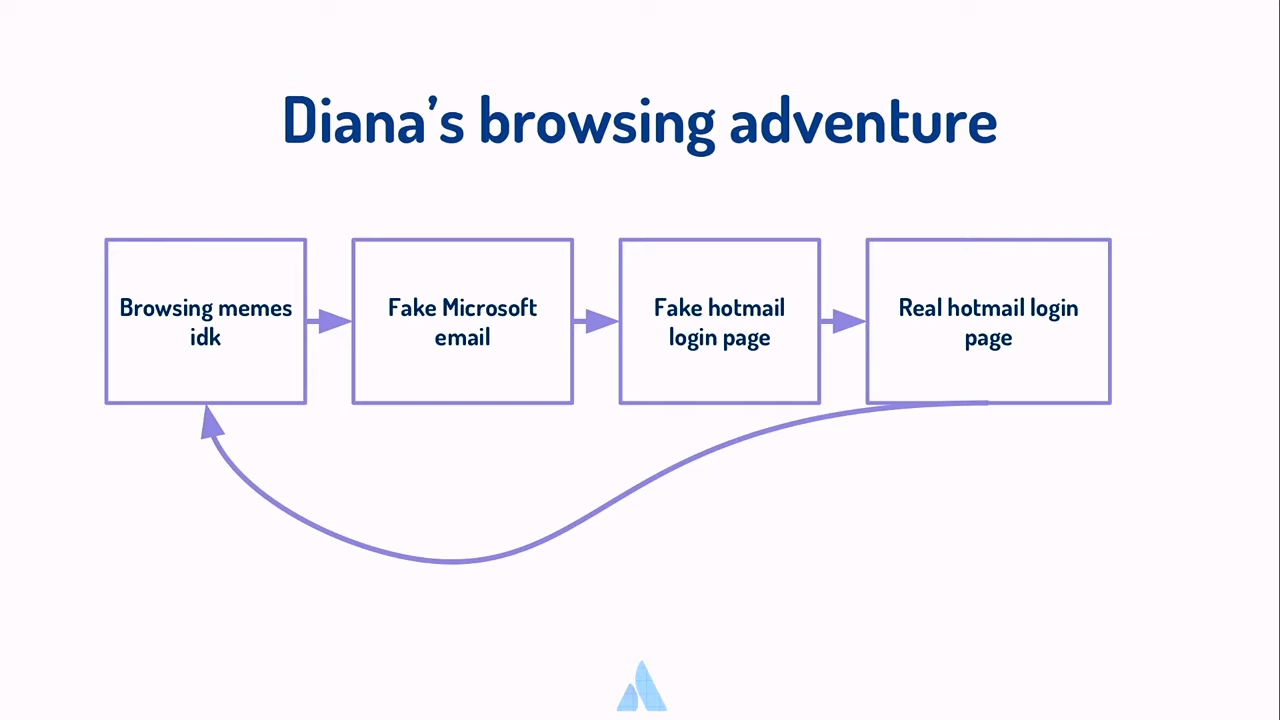 Diana’s browsing adventure
Browsing memes
idk
Fake Microsoft
email
Fake hotmail
login page
Real hotmail login
page